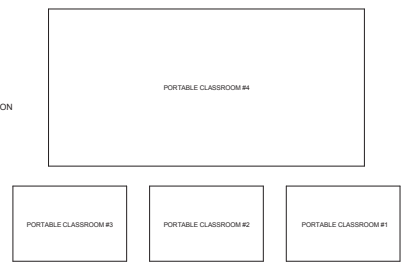 PORTABLE CLASSROOM #4
ON
PORTABLE CLASSROOM #3
PORTABLE CLASSROOM #2
PORTABLE CLASSROOM #1